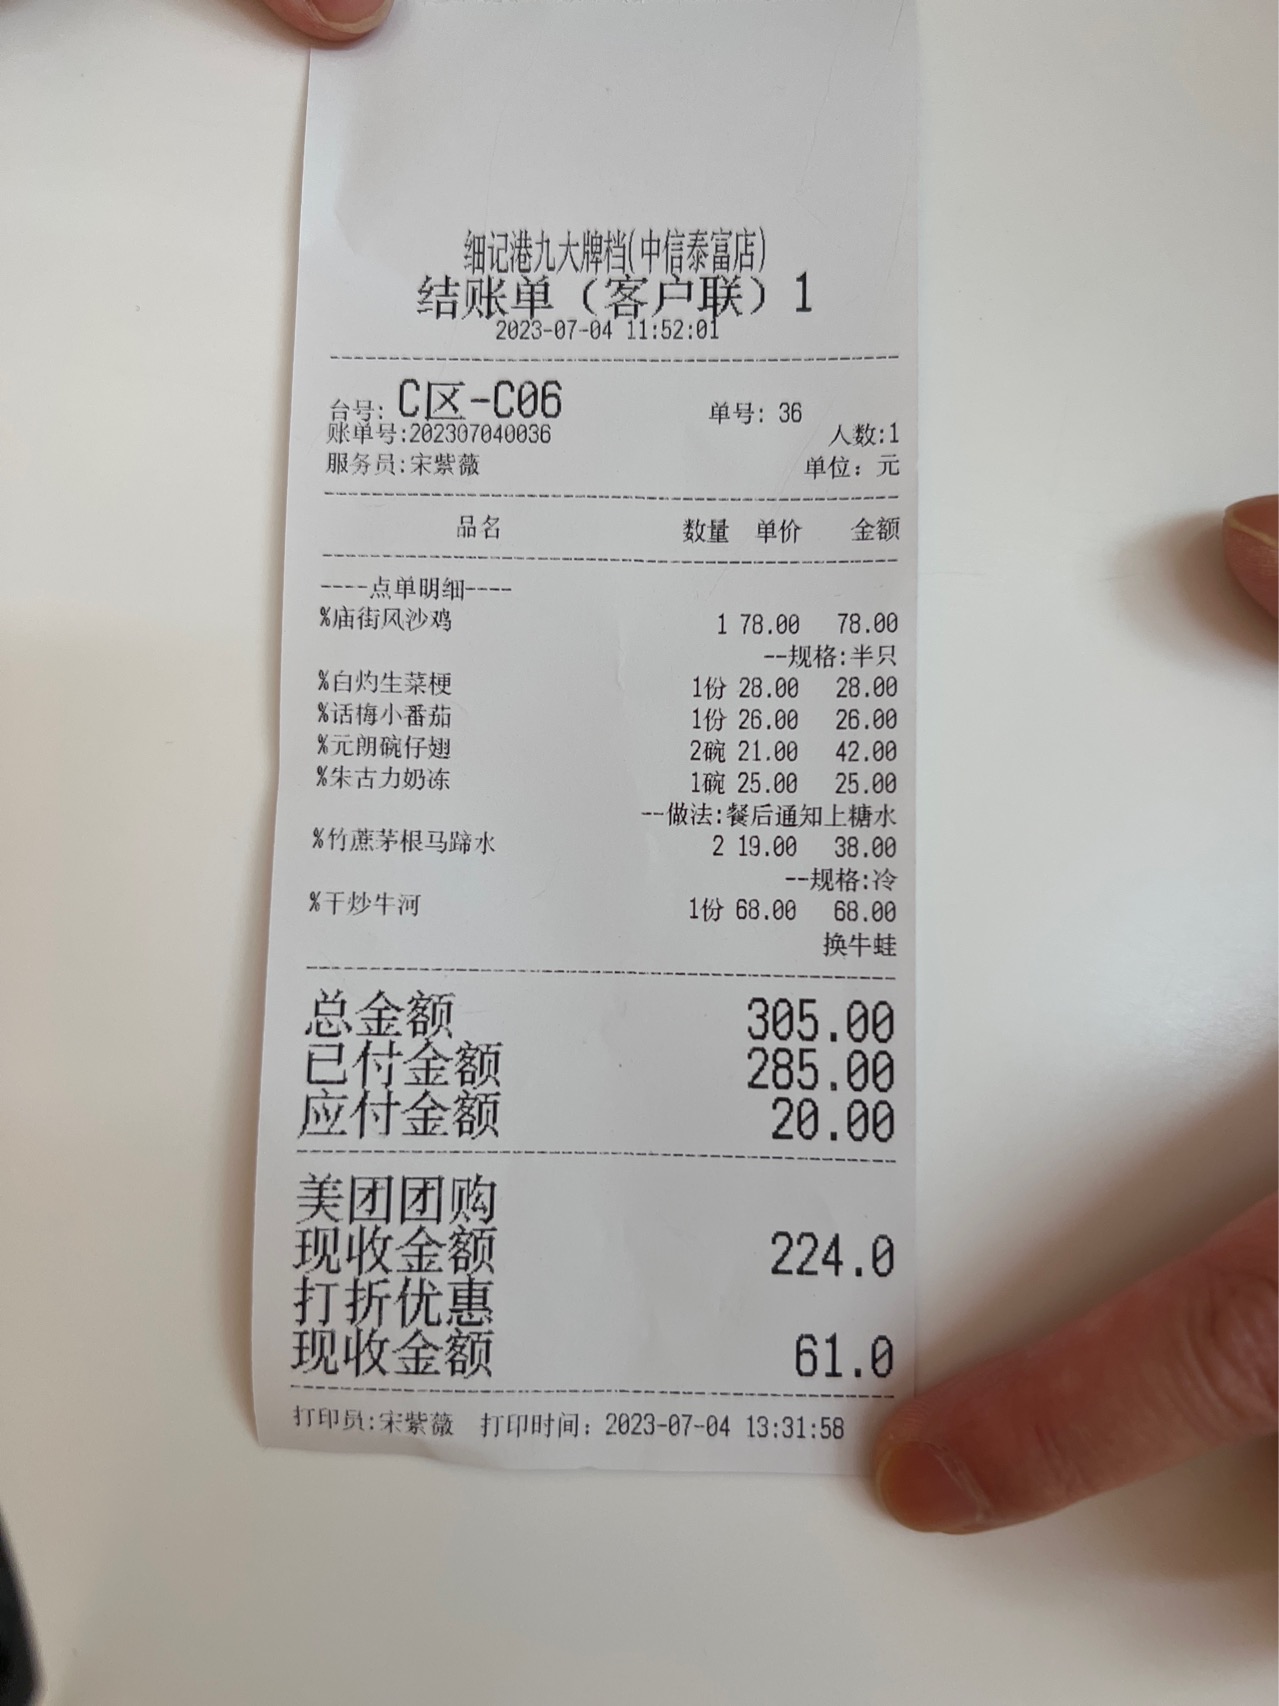 细记港九大牌档(中信泰富店)
结账单（客户联）1
2023-07-04 11:52:01
台号: C区-C06 单号: 36
账单号:202307040036 人数:1
服务员:宋紫薇 单位: 元
品名 数量 单价 金额
----点单明细----
%庙街风沙鸡 1 78.00 78.00
--规格:半只
%白灼生菜梗 1份 28.00 28.00
%话梅小番茄 1份 26.00 26.00
%元朗碗仔翅 2碗 21.00 42.00
%朱古力奶冻 1碗 25.00 25.00
--做法:餐后通知上糖水
%竹蔗茅根马蹄水 2 19.00 38.00
--规格:冷
%干炒牛河 1份 68.00 68.00
换牛蛙
总金额 305.00
已付金额 285.00
应付金额 20.00
美团团购
现收金额 224.0
打折优惠
现收金额 61.0
打印员:宋紫薇 打印时间: 2023-07-04 13:31:58